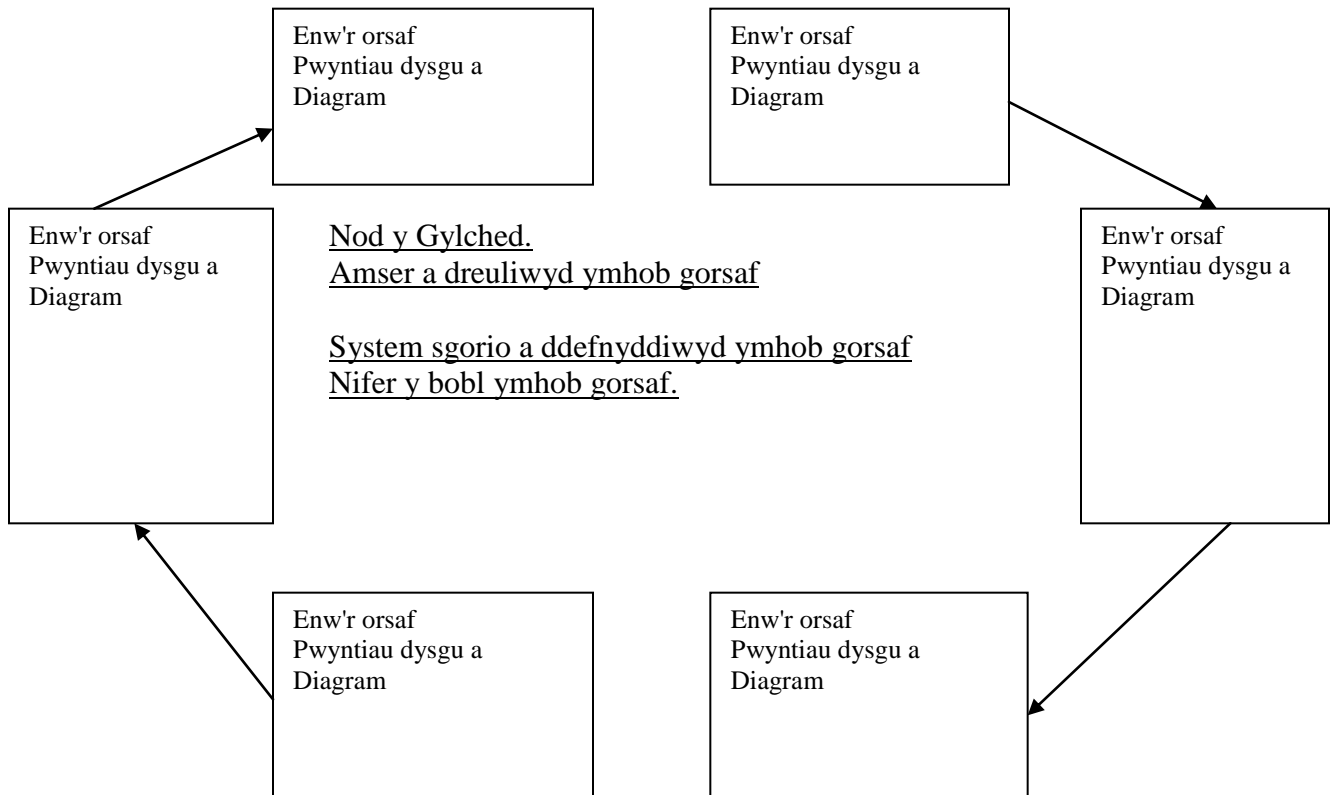 Enw'r orsaf
Pwyntiau dysgu a
Diagram
Enw'r orsaf
Pwyntiau dysgu a
Diagram
Enw'r orsaf
Pwyntiau dysgu a
Diagram
Nod y Gylched.
Amser a dreuliwyd ymhob gorsaf
System sgorio a ddefnyddiwyd ymhob gorsaf
Nifer y bobl ymhob gorsaf.
Enw'r orsaf
Pwyntiau dysgu a
Diagram
Enw'r orsaf
Pwyntiau dysgu a
Diagram
Enw'r orsaf
Pwyntiau dysgu a
Diagram